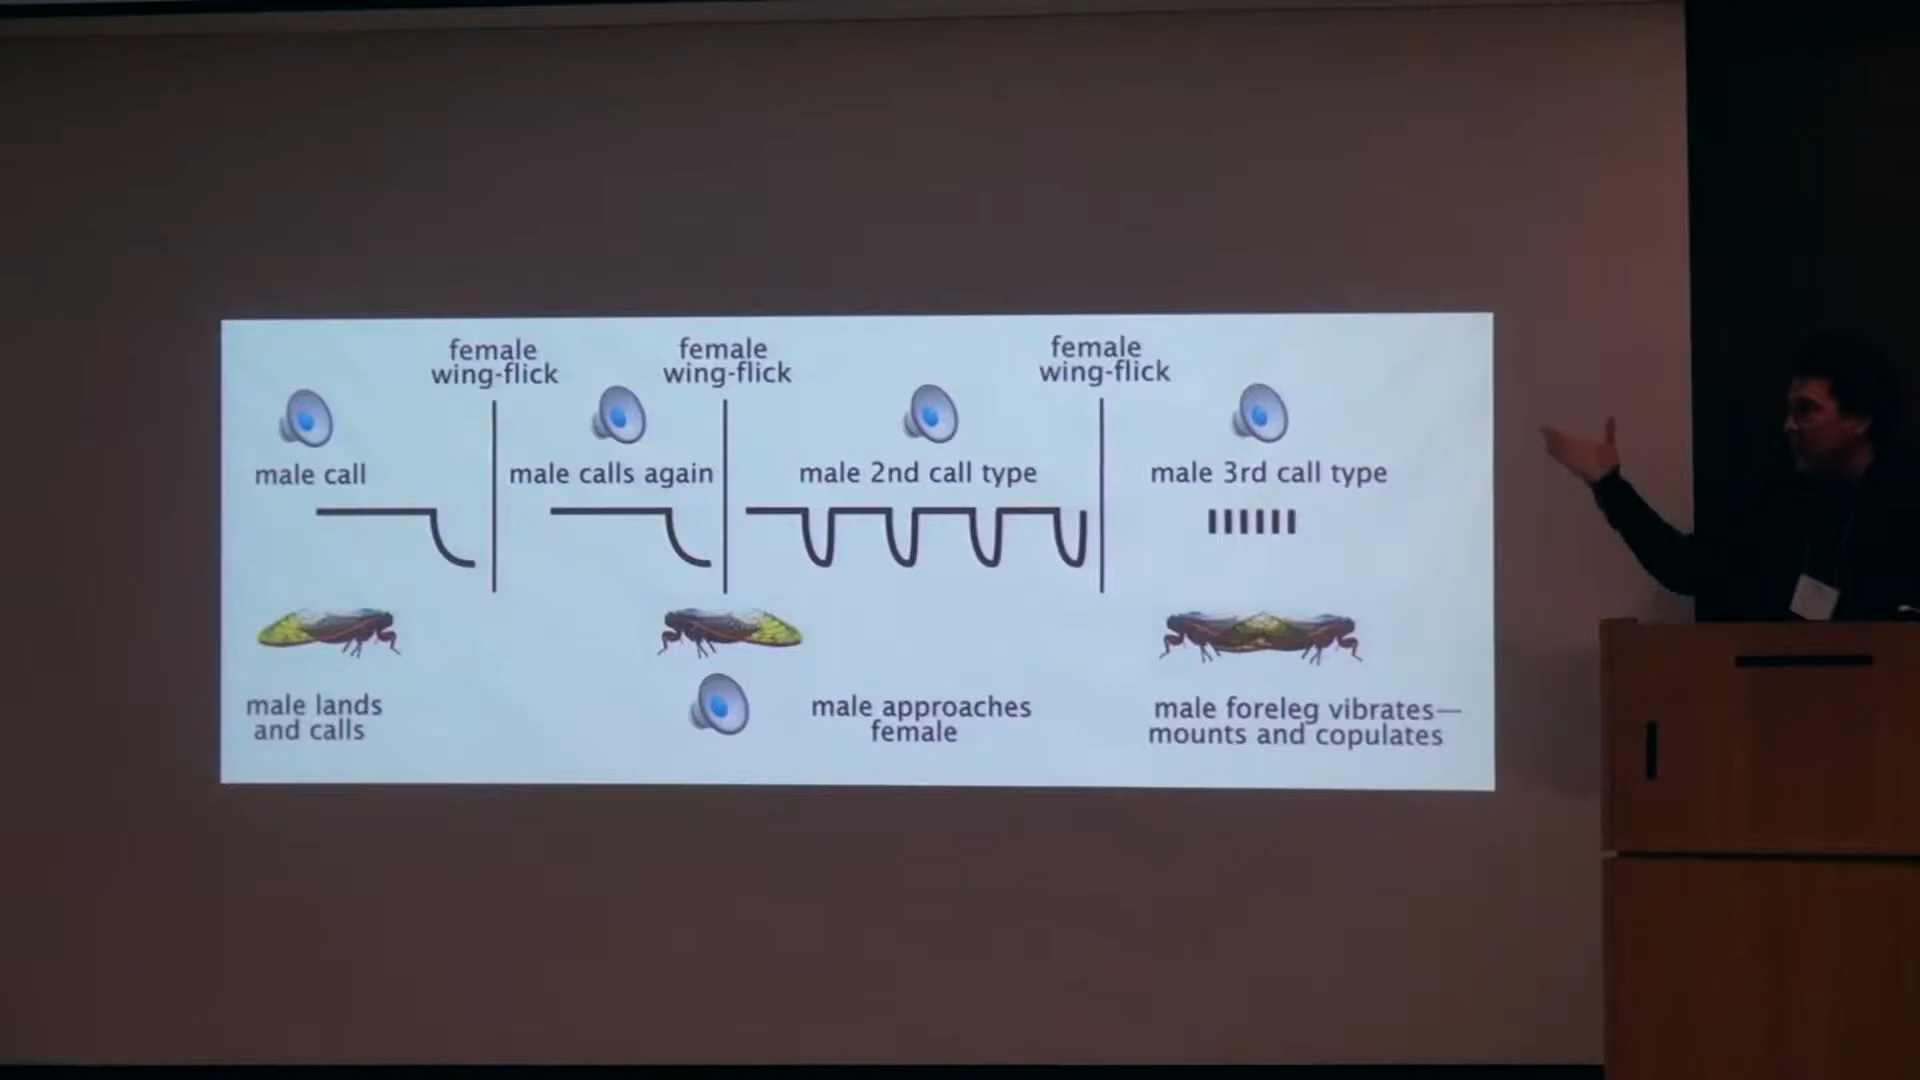 female
wing-flick
female
wing-flick
female
wing-flick
male call
male calls again
male 2nd call type
male 3rd call type
male lands
and calls
male approaches
female
male foreleg vibrates—
mounts and copulates